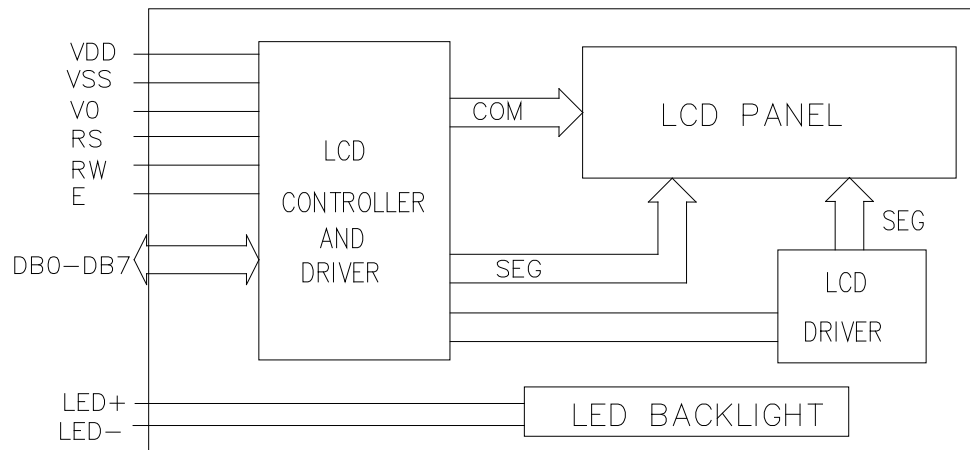 VDD
VSS
V0
RS
RW
E
DB0-DB7
LED+
LED-
LCD
CONTROLLER
AND
DRIVER
COM
SEG
LCD PANEL
SEG
LCD
DRIVER
LED BACKLIGHT